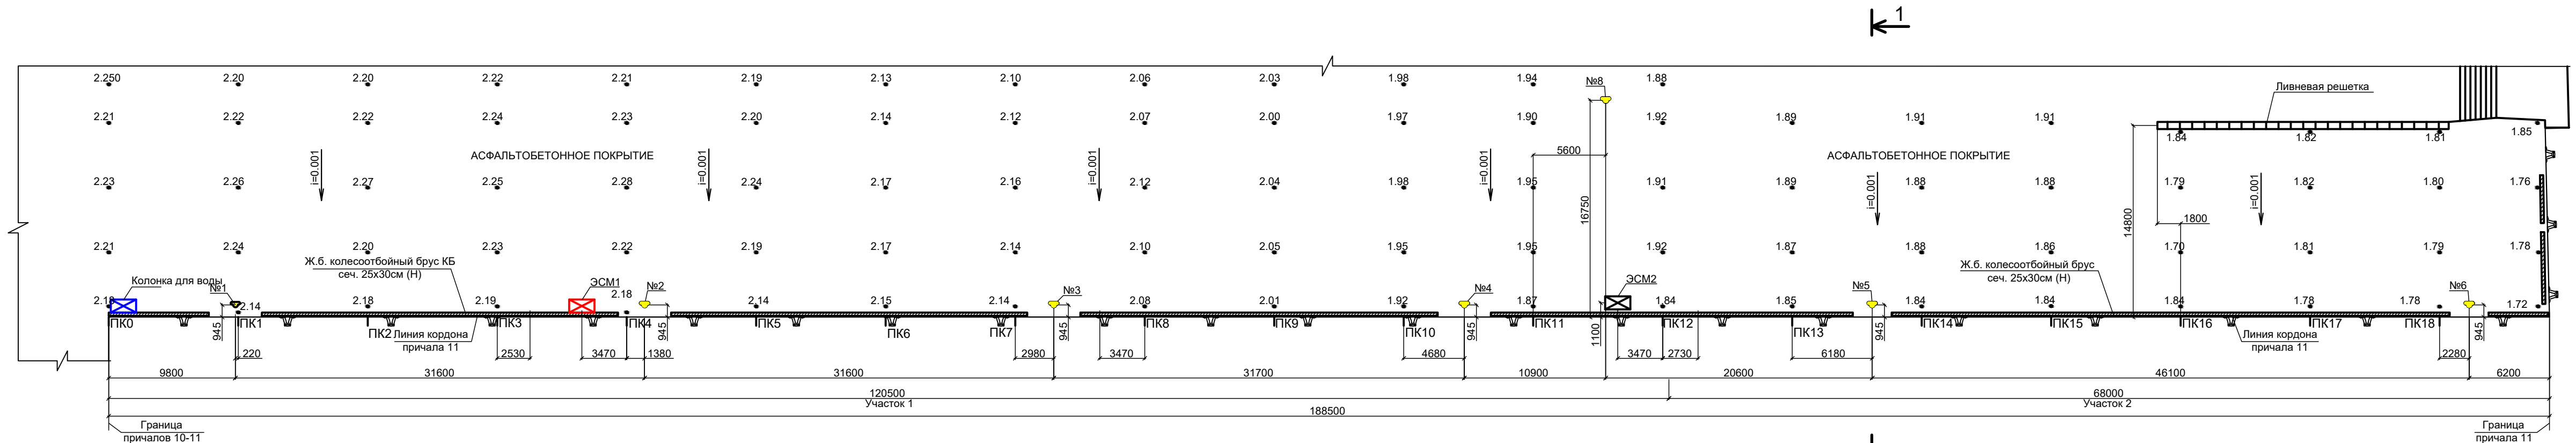 1
2.250 2.20 2.20 2.22 2.21 2.19 2.13 2.10 2.06 2.03 1.98 1.94 №8 1.88
Ливневая решетка
2.21 2.22 2.22 2.24 2.23 2.20 2.14 2.12 2.07 2.00 1.97 1.90 1.92 1.89 1.91 1.91
1.84 1.82 1.81 1.85
АСФАЛЬТОБЕТОННОЕ ПОКРЫТИЕ 5600 АСФАЛЬТОБЕТОННОЕ ПОКРЫТИЕ
i=0.001 i=0.001 i=0.001 i=0.001 i=0.001 i=0.001
2.23 2.26 2.27 2.25 2.28 2.24 2.17 2.16 2.12 2.04 1.98 1.95 1.91 1.89 1.88 1.88 1.79 1.82 1.80 1.76
16750 14800 1800
2.21 2.24 2.20 2.23 2.22 2.19 2.17 2.14 2.10 2.05 1.95 1.95 1.92 1.87 1.88 1.86 1.70 1.81 1.79 1.78
Ж.б. колесоотбойный брус КБ
сеч. 25х30см (Н)
Ж.б. колесоотбойный брус
сеч. 25х30см (Н)
Колонка для воды №1 ЭСМ1 №2 №3 №4 ЭСМ2 №5 №6
2.18 2.14 2.18 2.19 2.18 2.14 2.15 2.14 2.08 2.01 1.92 1.87 1.84 1.85 1.84 1.84 1.84 1.78 1.78 1.72
ПК0 ПК1 ПК2 ПК3 ПК4 ПК5 ПК6 ПК7 ПК8 ПК9 ПК10 ПК11 ПК12 ПК13 ПК14 ПК15 ПК16 ПК17 ПК18
945 945 945 945 1100 945 945
Линия кордона
причала 11
Линия кордона
причала 11
220 2530 3470 1380 2980 3470 4680 3470 2730 6180 2280
9800 31600 31600 31700 10900 20600 46100 6200
120500 68000
Участок 1 Участок 2
188500
Граница
причалов 10-11
Граница
причала 11